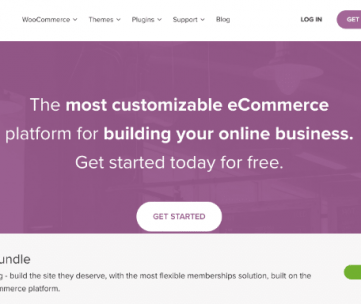 WooCommerce Themes Plugins Support Blog LOG IN GET
The most customizable eCommerce
platform for building your online business.
Get started today for free.
GET STARTED
undle
g - build the site they deserve, with the most flexible memberships solution, built on the
mmerce platform.